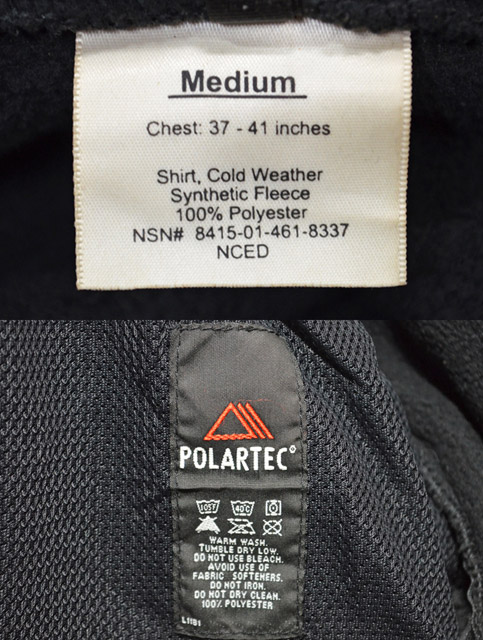 Medium
Chest: 37 - 41 inches
Shirt, Cold Weather
Synthetic Fleece
100% Polyester
NSN# 8415-01-461-8337
NCED
POLARTEC®
105F 40°C
WARM WASH.
TUMBLE DRY LOW.
DO NOT USE BLEACH.
AVOID USE OF
FABRIC SOFTENERS.
DO NOT IRON.
DO NOT DRY CLEAN.
100% POLYESTER